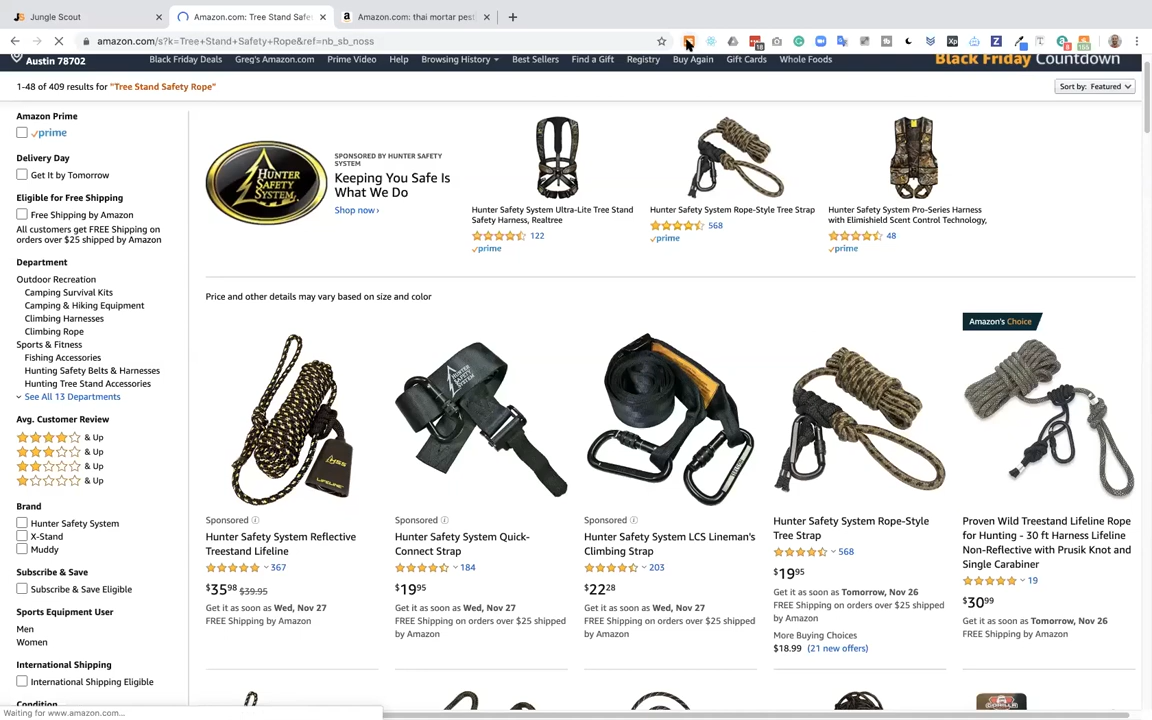 Jungle Scout
Amazon.com: Tree Stand Safe
Amazon.com: thai mortar pest
amazon.com/s?k=Tree+Stand+Safety+Rope&ref=nb_sb_noss
Austin 78702
Black Friday Deals
Greg's Amazon.com
Prime Video
Help
Browsing History
Best Sellers
Find a Gift
Registry
Buy Again
Gift Cards
Whole Foods
Black Friday Countdown
1-48 of 409 results for "Tree Stand Safety Rope"
Sort by: Featured
Amazon Prime
prime
Delivery Day
Get It by Tomorrow
Eligible for Free Shipping
Free Shipping by Amazon
All customers get FREE Shipping on
orders over $25 shipped by Amazon
Department
Outdoor Recreation
Camping Survival Kits
Camping & Hiking Equipment
Climbing Harnesses
Climbing Rope
Sports & Fitness
Fishing Accessories
Hunting Safety Belts & Harnesses
Hunting Tree Stand Accessories
See All 13 Departments
Avg. Customer Review
& Up
& Up
& Up
& Up
Brand
Hunter Safety System
X-Stand
Muddy
Subscribe & Save
Subscribe & Save Eligible
Sports Equipment User
Men
Women
International Shipping
International Shipping Eligible
Condition
Waiting for www.amazon.com...
HUNTER
SAFETY
SYSTEM
SPONSORED BY HUNTER SAFETY
SYSTEM
Keeping You Safe Is
What We Do
Shop now ›
Hunter Safety System Ultra-Lite Tree Stand
Safety Harness, Realtree
122
prime
Hunter Safety System Rope-Style Tree Strap
568
prime
Hunter Safety System Pro-Series Harness
with Elimishield Scent Control Technology,
48
prime
Price and other details may vary based on size and color
HSS
LIFELINE
Sponsored
Hunter Safety System Reflective
Treestand Lifeline
367
$35.98 $39.95
Get it as soon as Wed, Nov 27
FREE Shipping by Amazon
Sponsored
Hunter Safety System Quick-
Connect Strap
184
$19.95
Get it as soon as Wed, Nov 27
FREE Shipping on orders over $25 shipped
by Amazon
Sponsored
Hunter Safety System LCS Lineman's
Climbing Strap
203
$22.28
Get it as soon as Wed, Nov 27
FREE Shipping on orders over $25 shipped
by Amazon
Hunter Safety System Rope-Style
Tree Strap
568
$19.95
Get it as soon as Tomorrow, Nov 26
FREE Shipping on orders over $25 shipped
by Amazon
More Buying Choices
$18.99 (21 new offers)
Amazon's Choice
Proven Wild Treestand Lifeline Rope
for Hunting - 30 ft Harness Lifeline
Non-Reflective with Prusik Knot and
Single Carabiner
19
$30.99
Get it as soon as Tomorrow, Nov 26
FREE Shipping by Amazon